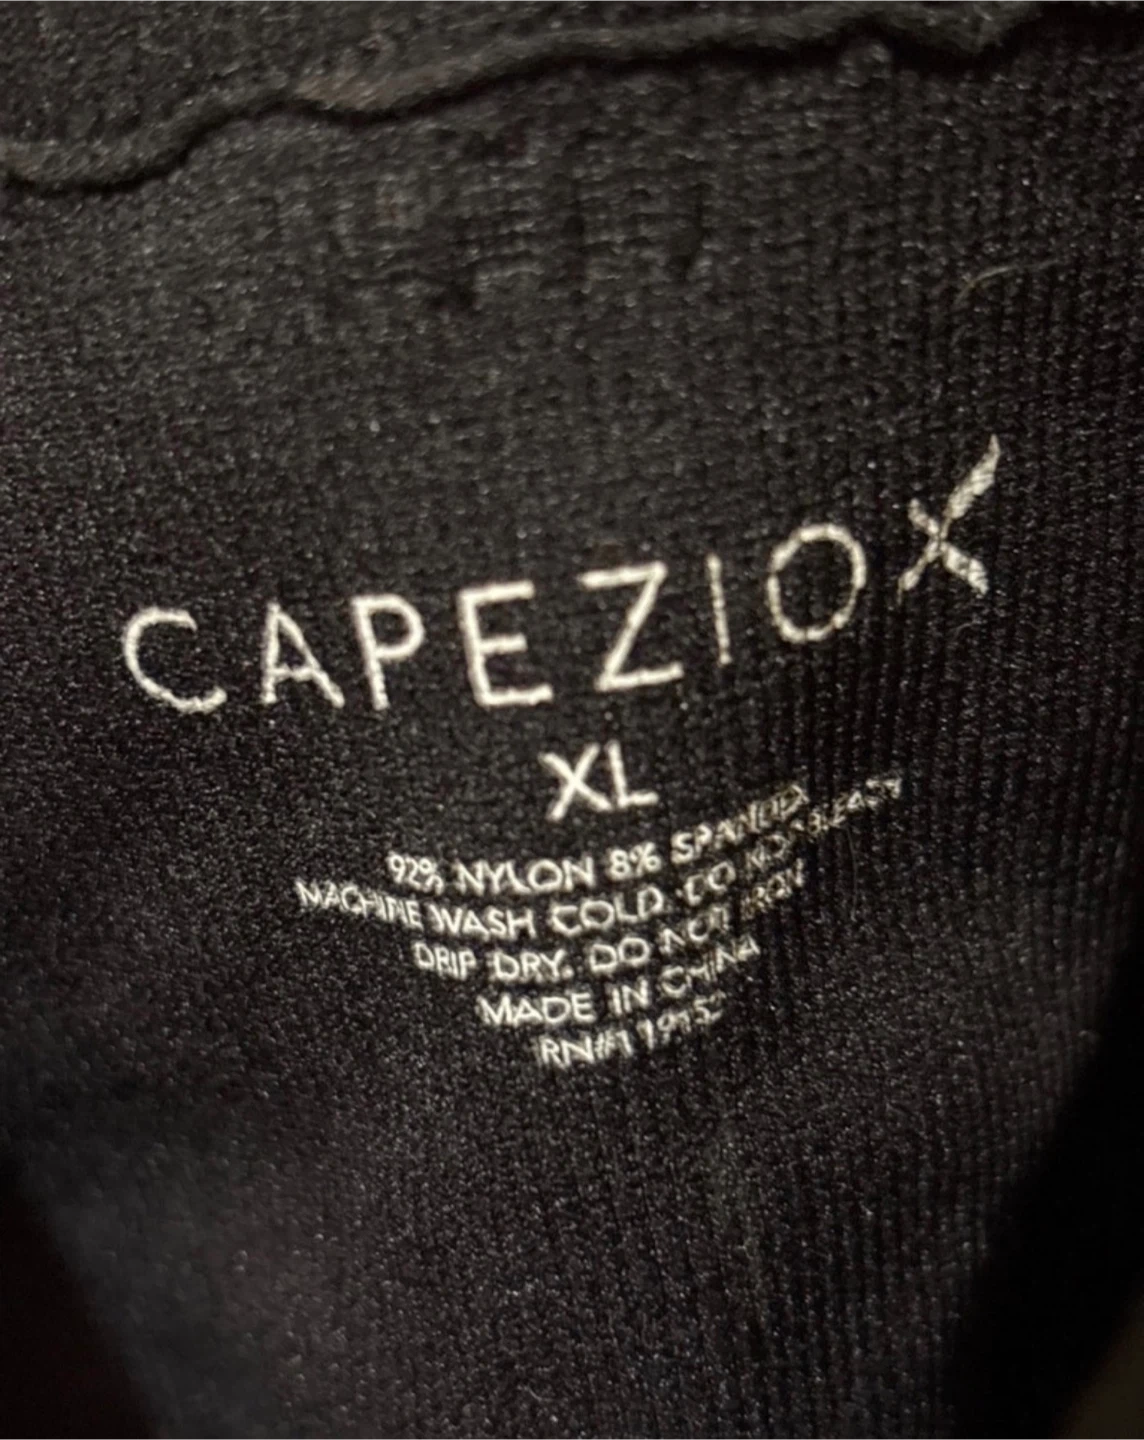 CAPEZIO X
XL
92% NYLON 8% SPANDEX
MACHINE WASH COLD. DO NOT BLEACH
DRIP DRY. DO NOT IRON
MADE IN CHINA